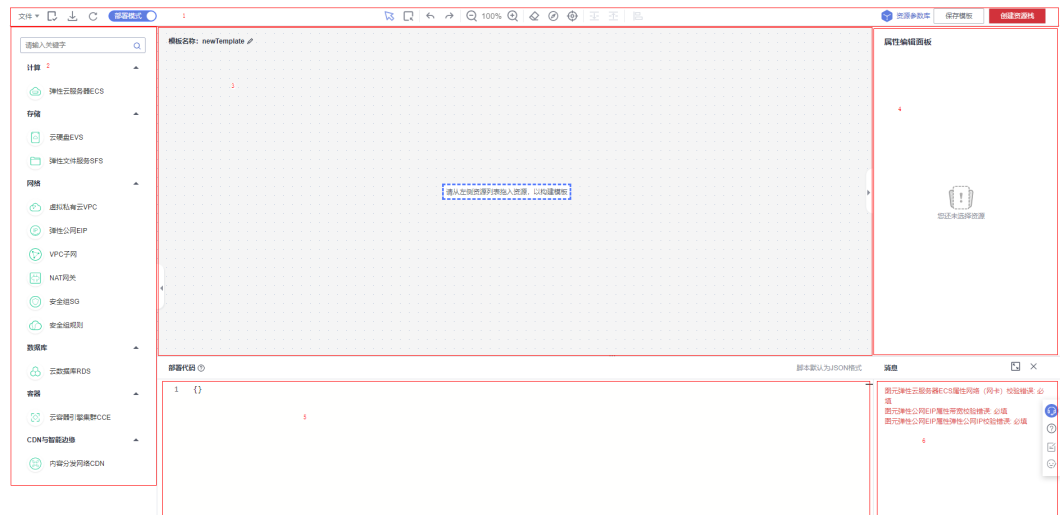 文件 部署模式 1 100% 资源参数库 保存模板 创建资源栈
请输入关键字
计算 2
弹性云服务器ECS
存储
云硬盘EVS
弹性文件服务SFS
网络
虚拟私有云VPC
弹性公网EIP
VPC子网
NAT网关
安全组SG
安全组规则
数据库
云数据库RDS
容器
云容器引擎集群CCE
CDN与智能边缘
内容分发网络CDN
模板名称：newTemplate
3
请从左侧资源列表拖入资源，以构建模板
属性编辑面板
4
您还未选择资源
部署代码 脚本默认为JSON模式
1 {}
5
消息
图元弹性云服务器ECS属性网络（网卡）校验错误: 必
填
图元弹性公网EIP属性带宽校验错误: 必填
图元弹性公网EIP属性弹性公网IP校验错误: 必填
6